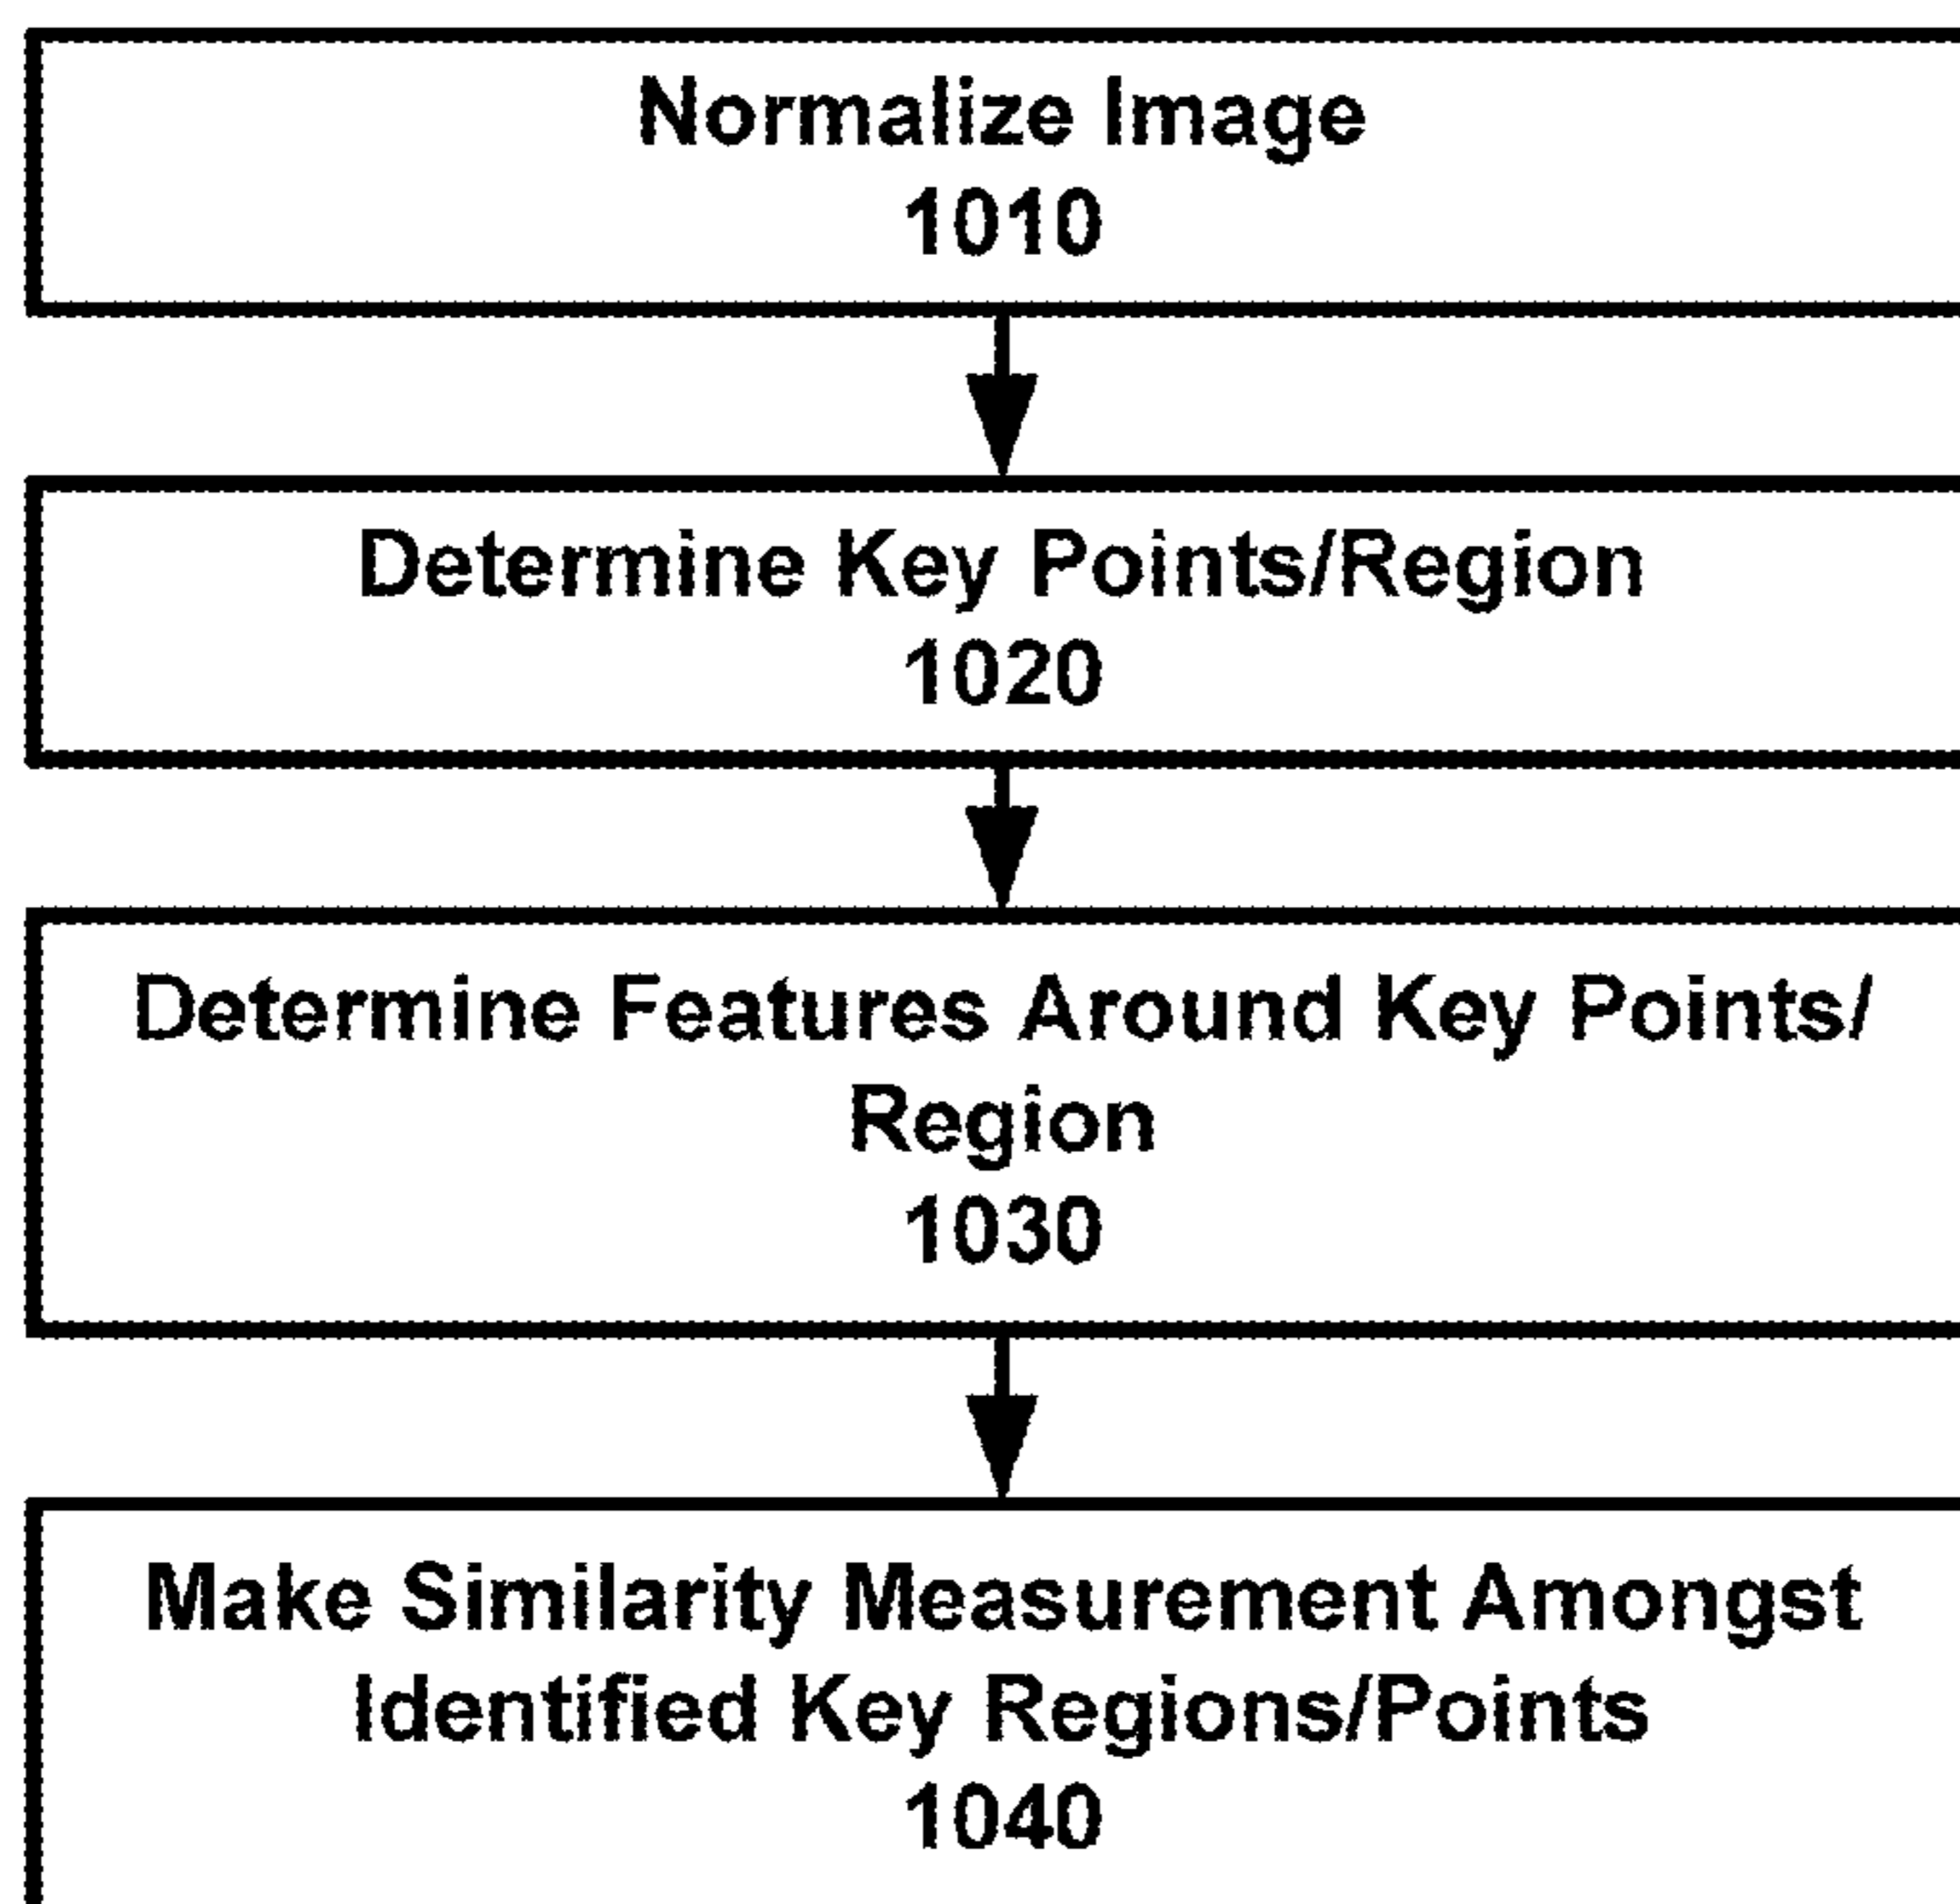 Normalize Image
1010
Determine Key Points/Region
1020
Determine Features Around Key Points/
Region
1030
Make Similarity Measurement Amongst
Identified Key Regions/Points
1040